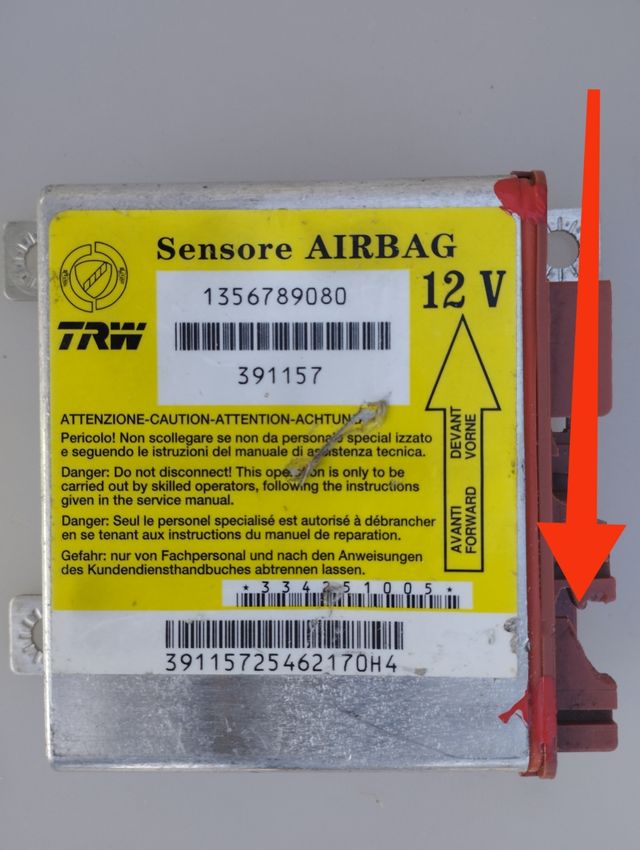 Sensore AIRBAG
1356789080
12 V
TRW
391157
ATTENZIONE-CAUTION-ATTENTION-ACHTUNG
Pericolo! Non scollegare se non da personale special izzato
e seguendo le istruzioni del manuale di assistenza tecnica.
Danger: Do not disconnect! This operation is only to be
carried out by skilled operators, following the instructions
given in the service manual.
Danger: Seul le personel specialisé est autorisé à débrancher
en se tenant aux instructions du manuel de reparation.
Gefahr: nur von Fachpersonal und nach den Anweisungen
des Kundendiensthandbuches abtrennen lassen.
DEVANT
VORNE
AVANTI
FORWARD
39115725462170H4